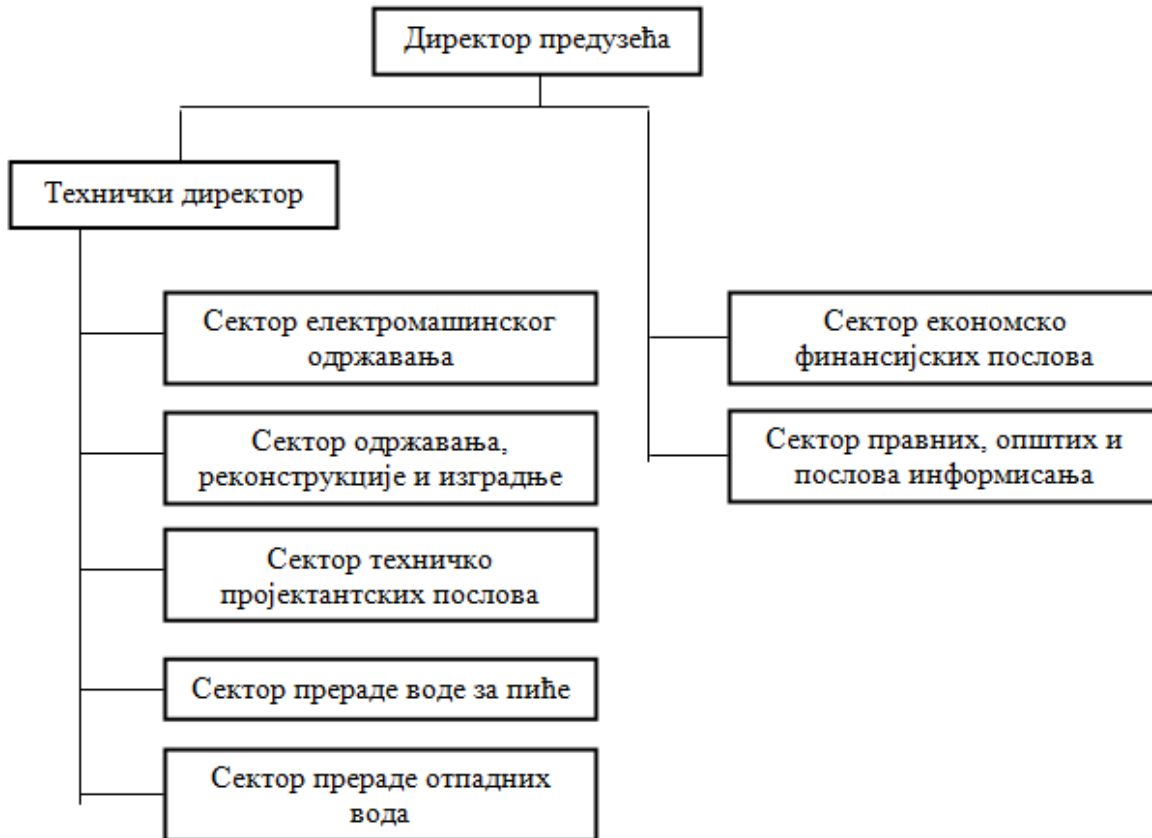 Директор предузећа
Технички директор
Сектор електромашинског
одржавања
Сектор одржавања,
реконструкције и изградње
Сектор техничко
пројектантских послова
Сектор прераде воде за пиће
Сектор прераде отпадних
вода
Сектор економско
финансијских послова
Сектор правних, општих и
послова информисања